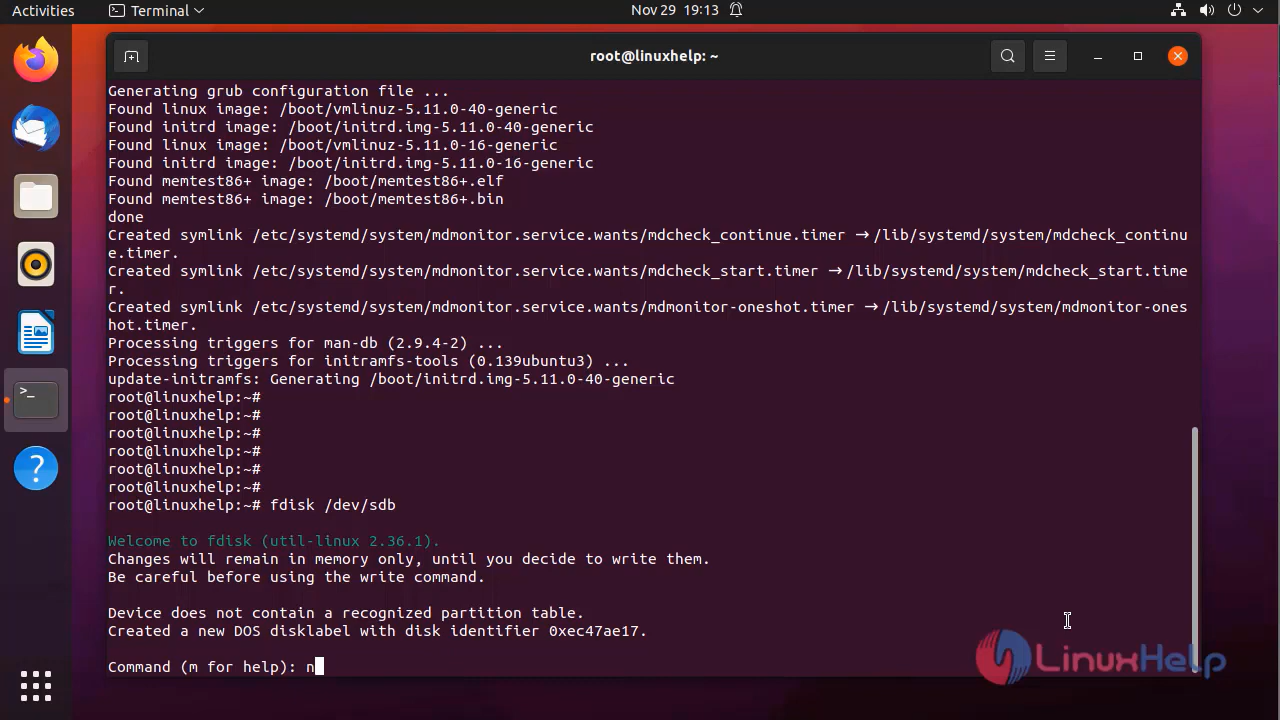 Activities
Terminal
Nov 29 19:13
root@linuxhelp: ~
Generating grub configuration file ...
Found linux image: /boot/vmlinuz-5.11.0-40-generic
Found initrd image: /boot/initrd.img-5.11.0-40-generic
Found linux image: /boot/vmlinuz-5.11.0-16-generic
Found initrd image: /boot/initrd.img-5.11.0-16-generic
Found memtest86+ image: /boot/memtest86+.elf
Found memtest86+ image: /boot/memtest86+.bin
done
Created symlink /etc/systemd/system/mdmonitor.service.wants/mdcheck_continue.timer → /lib/systemd/system/mdcheck_continu
e.timer.
Created symlink /etc/systemd/system/mdmonitor.service.wants/mdcheck_start.timer → /lib/systemd/system/mdcheck_start.time
r.
Created symlink /etc/systemd/system/mdmonitor.service.wants/mdmonitor-oneshot.timer → /lib/systemd/system/mdmonitor-ones
hot.timer.
Processing triggers for man-db (2.9.4-2) ...
Processing triggers for initramfs-tools (0.139ubuntu3) ...
update-initramfs: Generating /boot/initrd.img-5.11.0-40-generic
root@linuxhelp:~#
root@linuxhelp:~#
root@linuxhelp:~#
root@linuxhelp:~#
root@linuxhelp:~#
root@linuxhelp:~#
root@linuxhelp:~# fdisk /dev/sdb
Welcome to fdisk (util-linux 2.36.1).
Changes will remain in memory only, until you decide to write them.
Be careful before using the write command.
Device does not contain a recognized partition table.
Created a new DOS disklabel with disk identifier 0xec47ae17.
Command (m for help): n
LinuxHelp